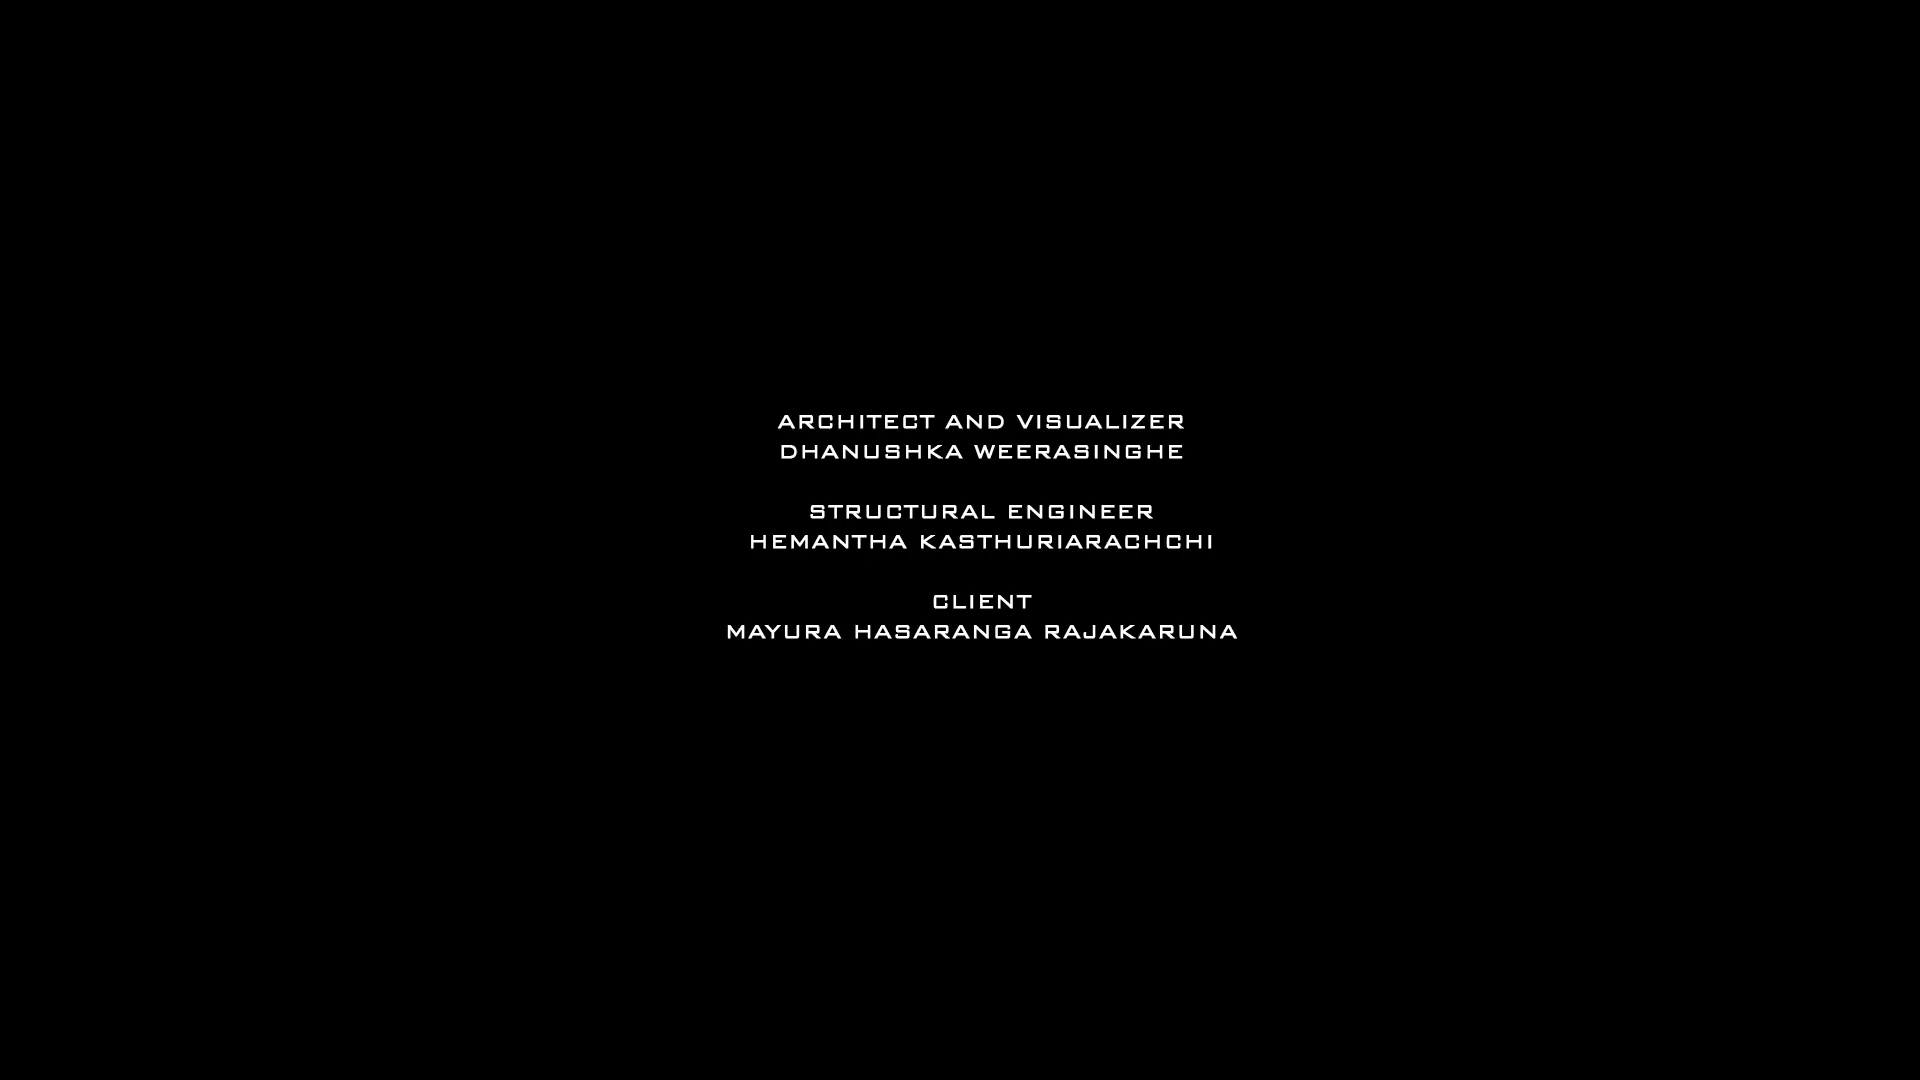 ARCHITECT AND VISUALIZER
DHANUSHKA WEERASINGHE
STRUCTURAL ENGINEER
HEMANTHA KASTHURIARACHCHI
CLIENT
MAYURA HASARANGA RAJAKARUNA